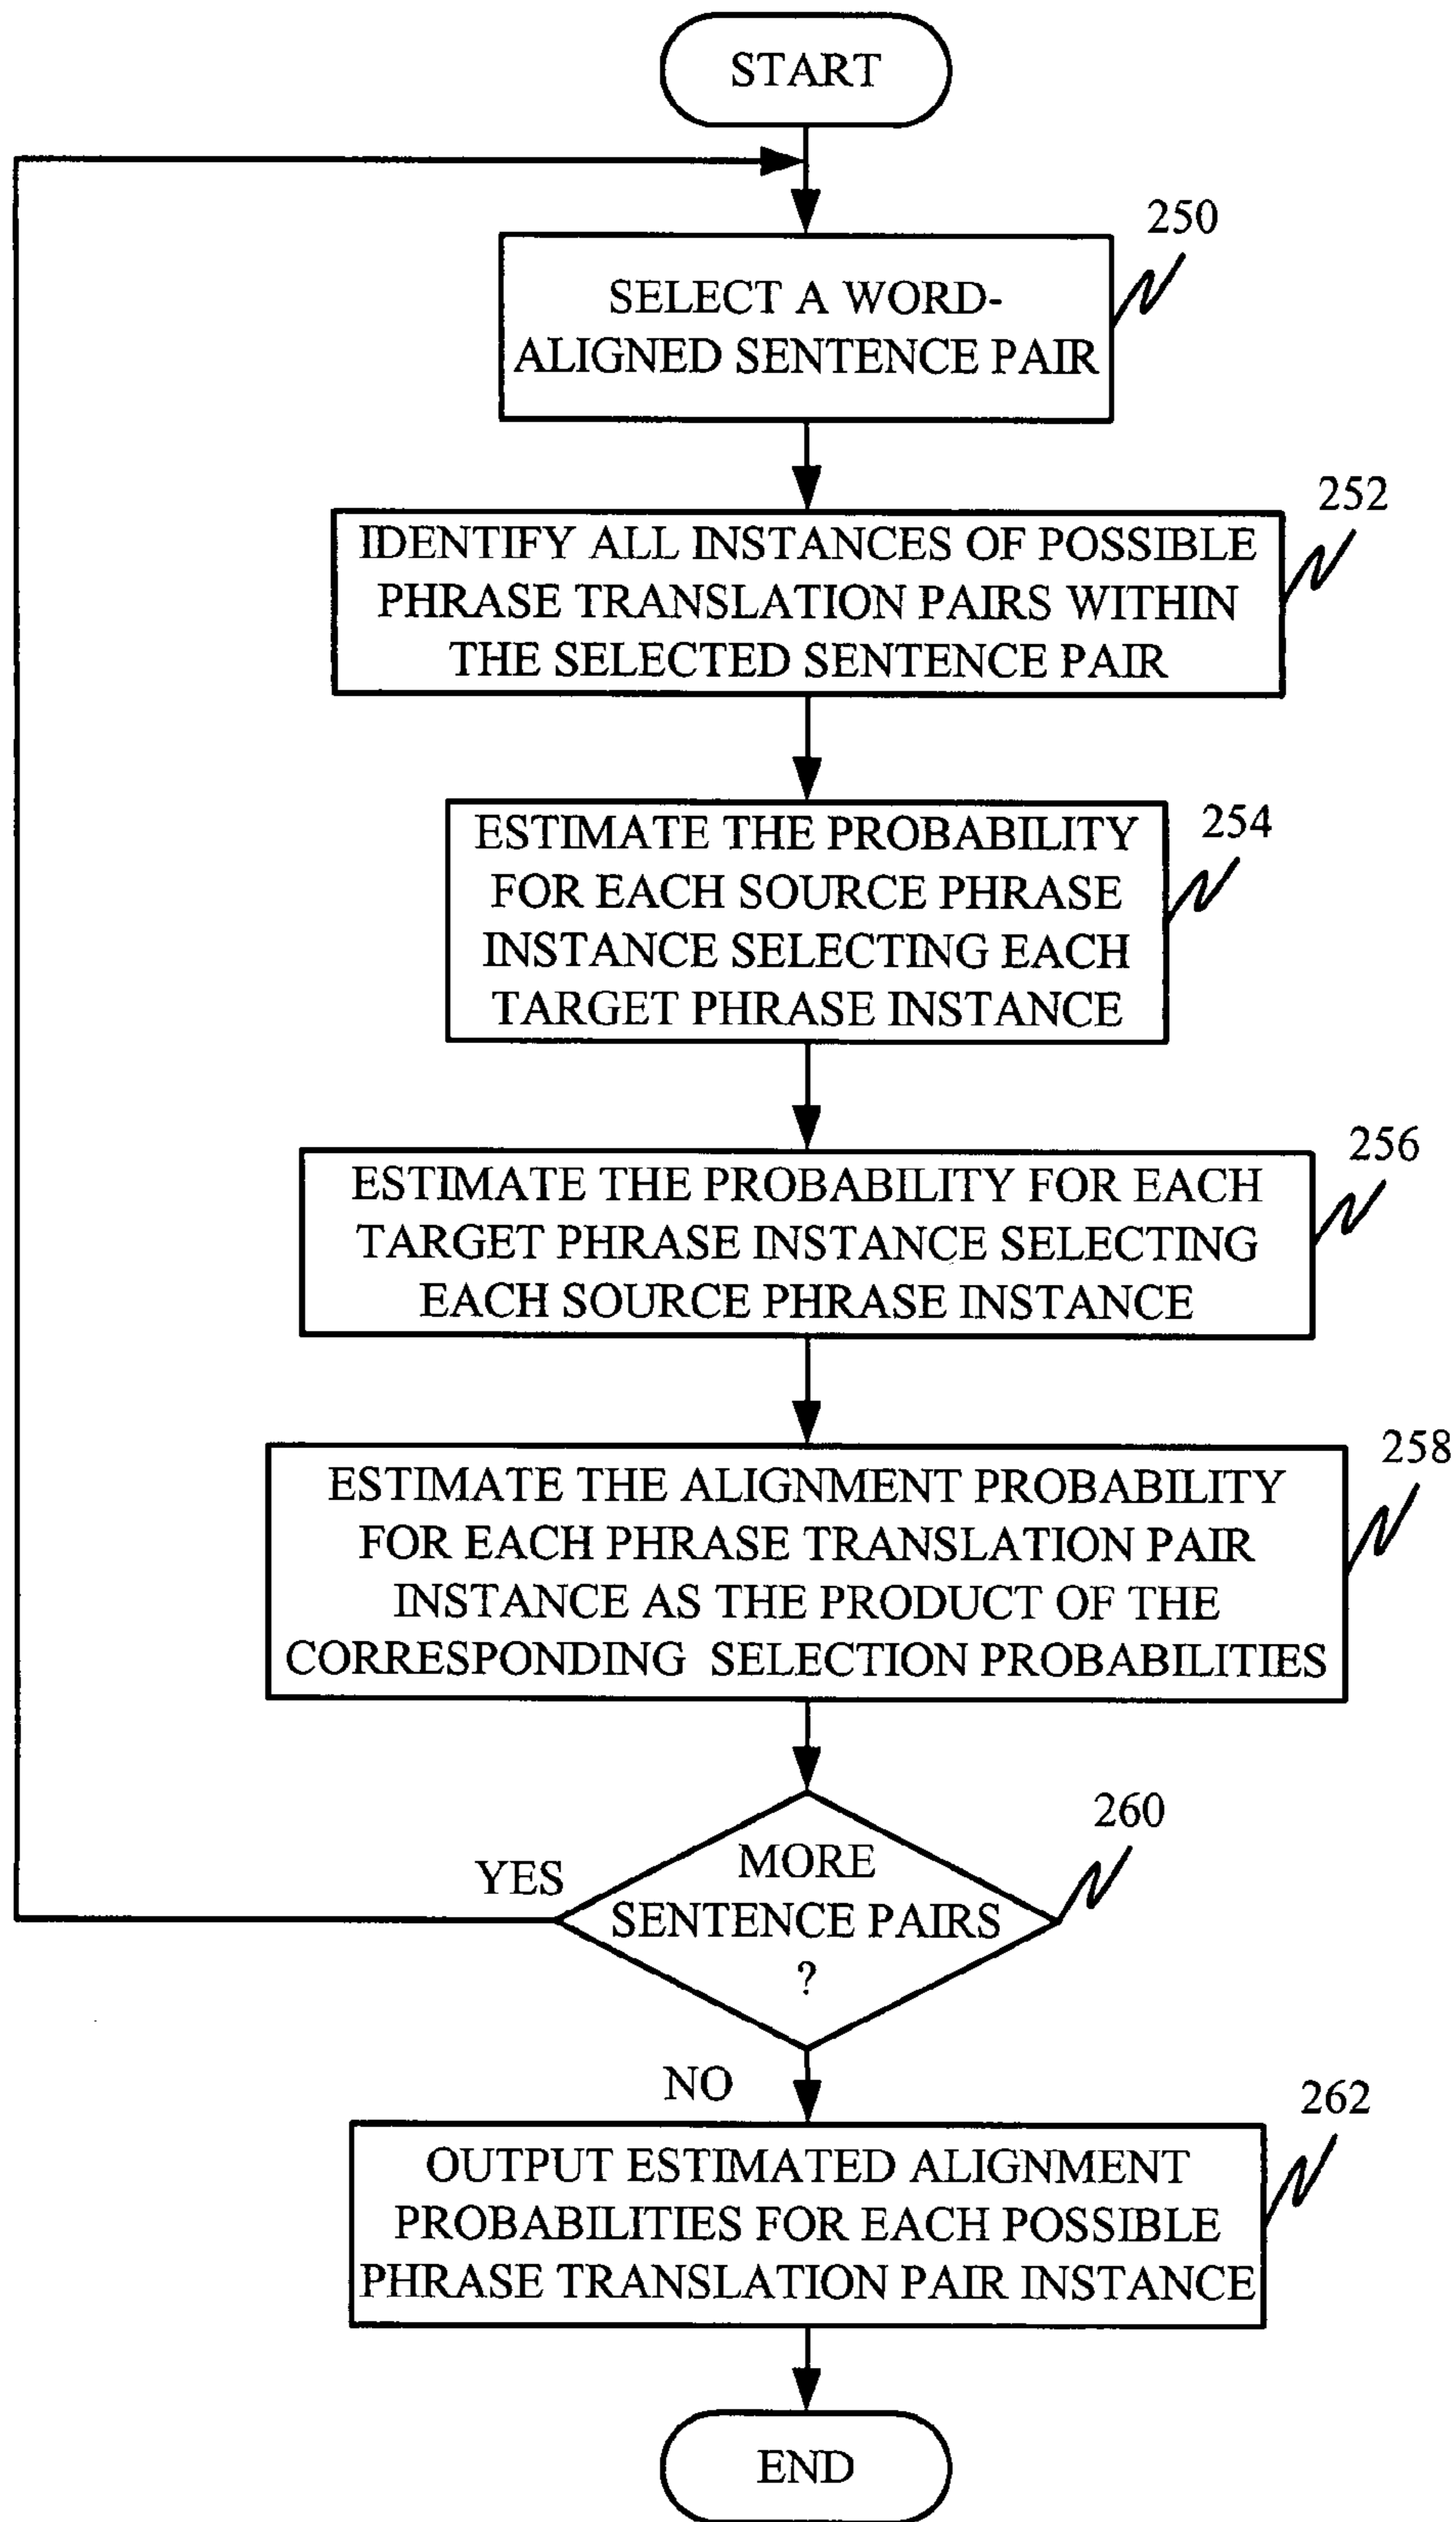 START
250
SELECT A WORD-
ALIGNED SENTENCE PAIR
252
IDENTIFY ALL INSTANCES OF POSSIBLE
PHRASE TRANSLATION PAIRS WITHIN
THE SELECTED SENTENCE PAIR
254
ESTIMATE THE PROBABILITY
FOR EACH SOURCE PHRASE
INSTANCE SELECTING EACH
TARGET PHRASE INSTANCE
256
ESTIMATE THE PROBABILITY FOR EACH
TARGET PHRASE INSTANCE SELECTING
EACH SOURCE PHRASE INSTANCE
258
ESTIMATE THE ALIGNMENT PROBABILITY
FOR EACH PHRASE TRANSLATION PAIR
INSTANCE AS THE PRODUCT OF THE
CORRESPONDING SELECTION PROBABILITIES
260
YES
MORE
SENTENCE PAIRS
?
NO
262
OUTPUT ESTIMATED ALIGNMENT
PROBABILITIES FOR EACH POSSIBLE
PHRASE TRANSLATION PAIR INSTANCE
END